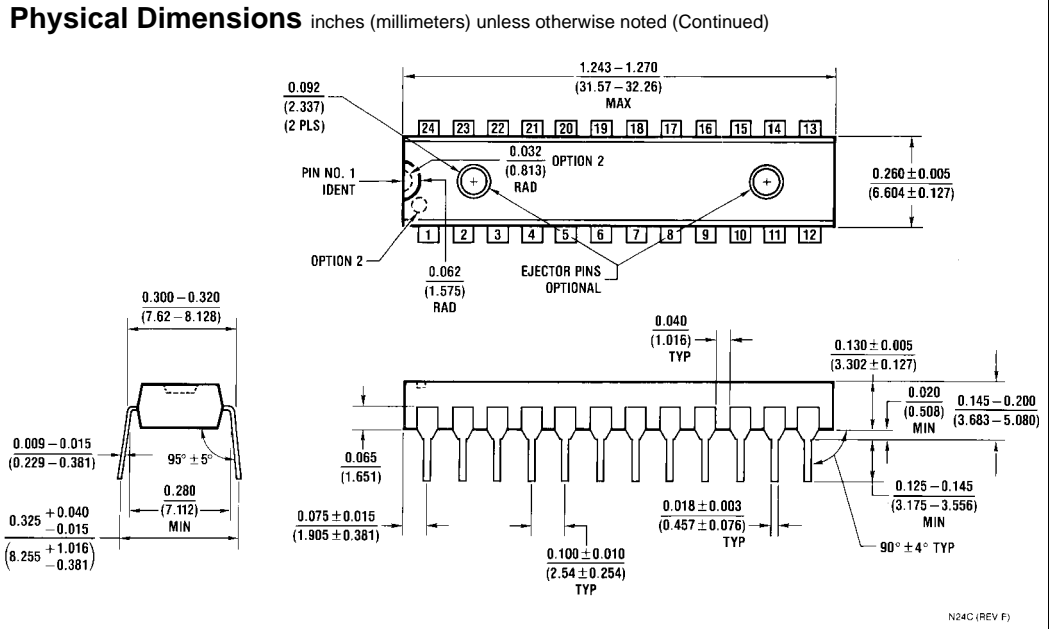 Physical Dimensions inches (millimeters) unless otherwise noted (Continued)
1.243 – 1.270
(31.57 – 32.26)
MAX
0.092
(2.337)
(2 PLS)
24 23 22 21 20 19 18 17 16 15 14 13
0.032
(0.813)
RAD
OPTION 2
PIN NO. 1
IDENT
0.260 ± 0.005
(6.604 ± 0.127)
1 2 3 4 5 6 7 8 9 10 11 12
OPTION 2
0.062
(1.575)
RAD
EJECTOR PINS
OPTIONAL
0.300 – 0.320
(7.62 – 8.128)
0.040
(1.016)
TYP
0.130 ± 0.005
(3.302 ± 0.127)
0.020
(0.508)
MIN
0.145 – 0.200
(3.683 – 5.080)
0.009 – 0.015
(0.229 – 0.381)
95° ± 5°
0.065
(1.651)
0.280
(7.112)
MIN
0.125 – 0.145
(3.175 – 3.556)
MIN
0.325 +0.040
–0.015
(8.255 +1.016
–0.381)
0.075 ± 0.015
(1.905 ± 0.381)
0.018 ± 0.003
(0.457 ± 0.076)
TYP
0.100 ± 0.010
(2.54 ± 0.254)
TYP
90° ± 4° TYP
N24C (REV F)